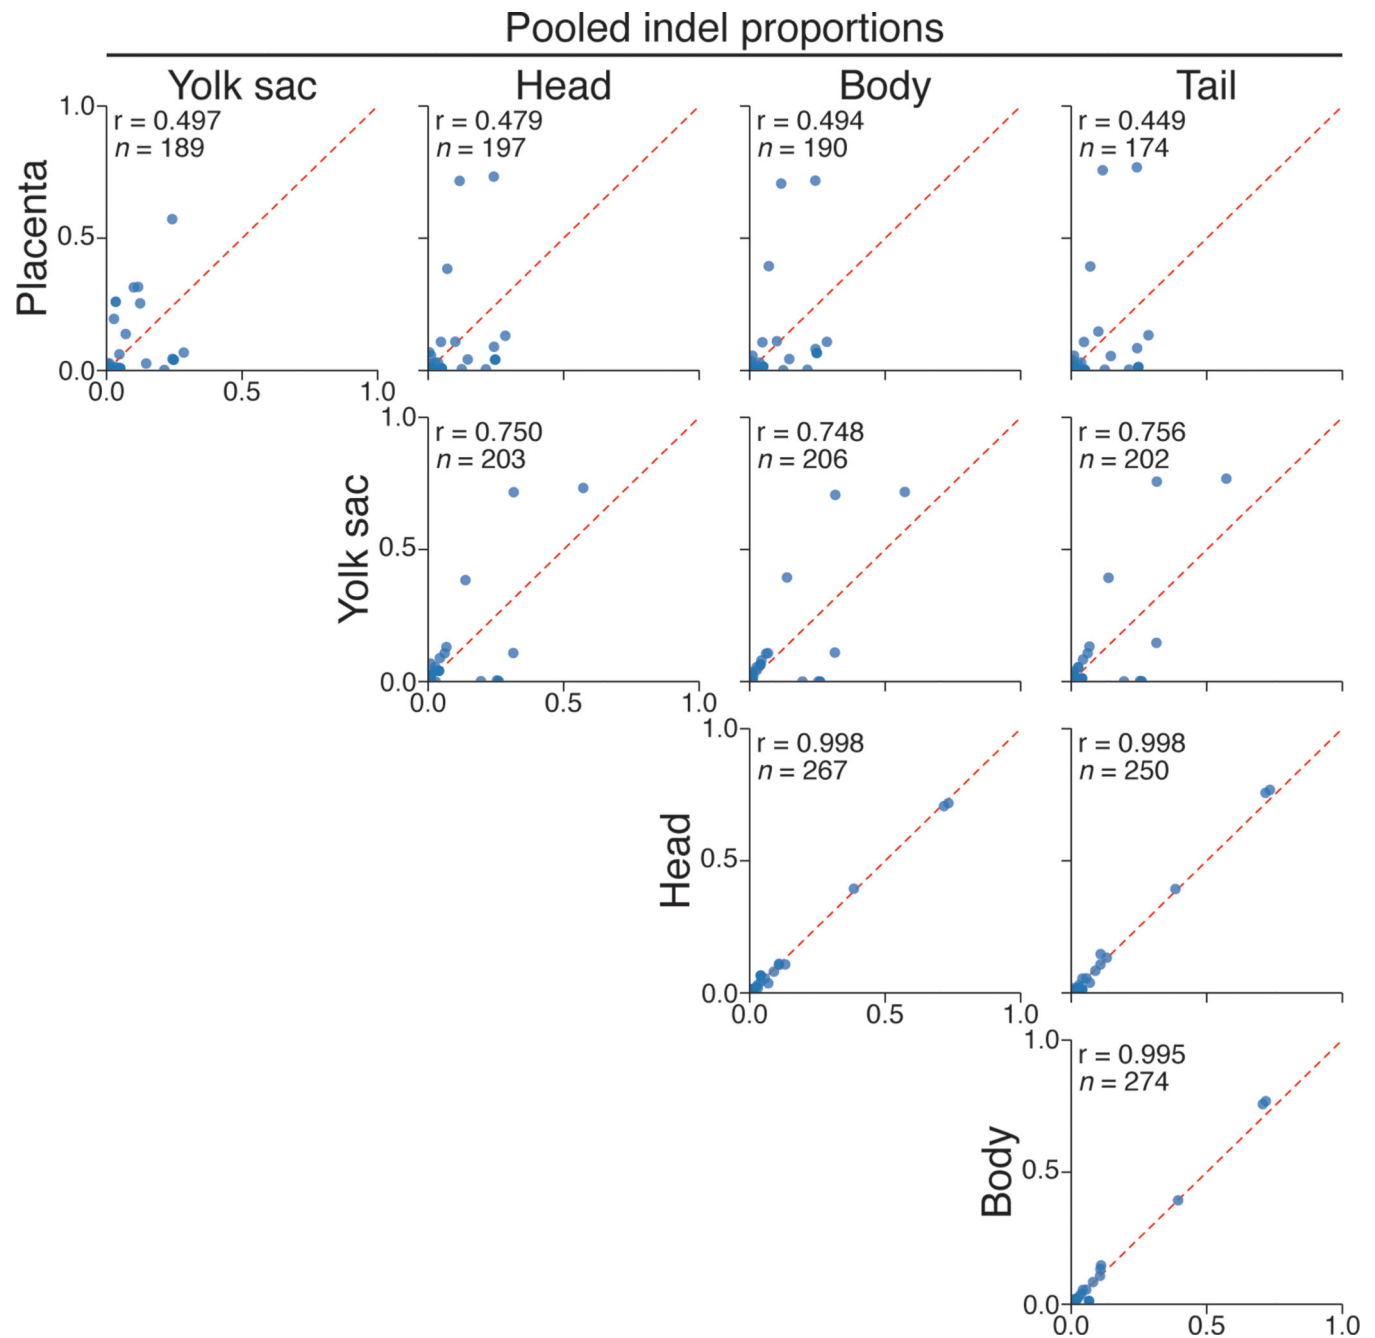 Pooled indel proportions
Yolk sac Head Body Tail
Placenta
1.0
0.5
0.0
r = 0.497
n = 189
0.0 0.5 1.0
r = 0.479
n = 197
r = 0.494
n = 190
r = 0.449
n = 174
Yolk sac
1.0
0.5
0.0
r = 0.750
n = 203
0.0 0.5 1.0
r = 0.748
n = 206
r = 0.756
n = 202
Head
1.0
0.5
0.0
r = 0.998
n = 267
0.0 0.5 1.0
r = 0.998
n = 250
Body
1.0
0.5
0.0
r = 0.995
n = 274
0.0 0.5 1.0